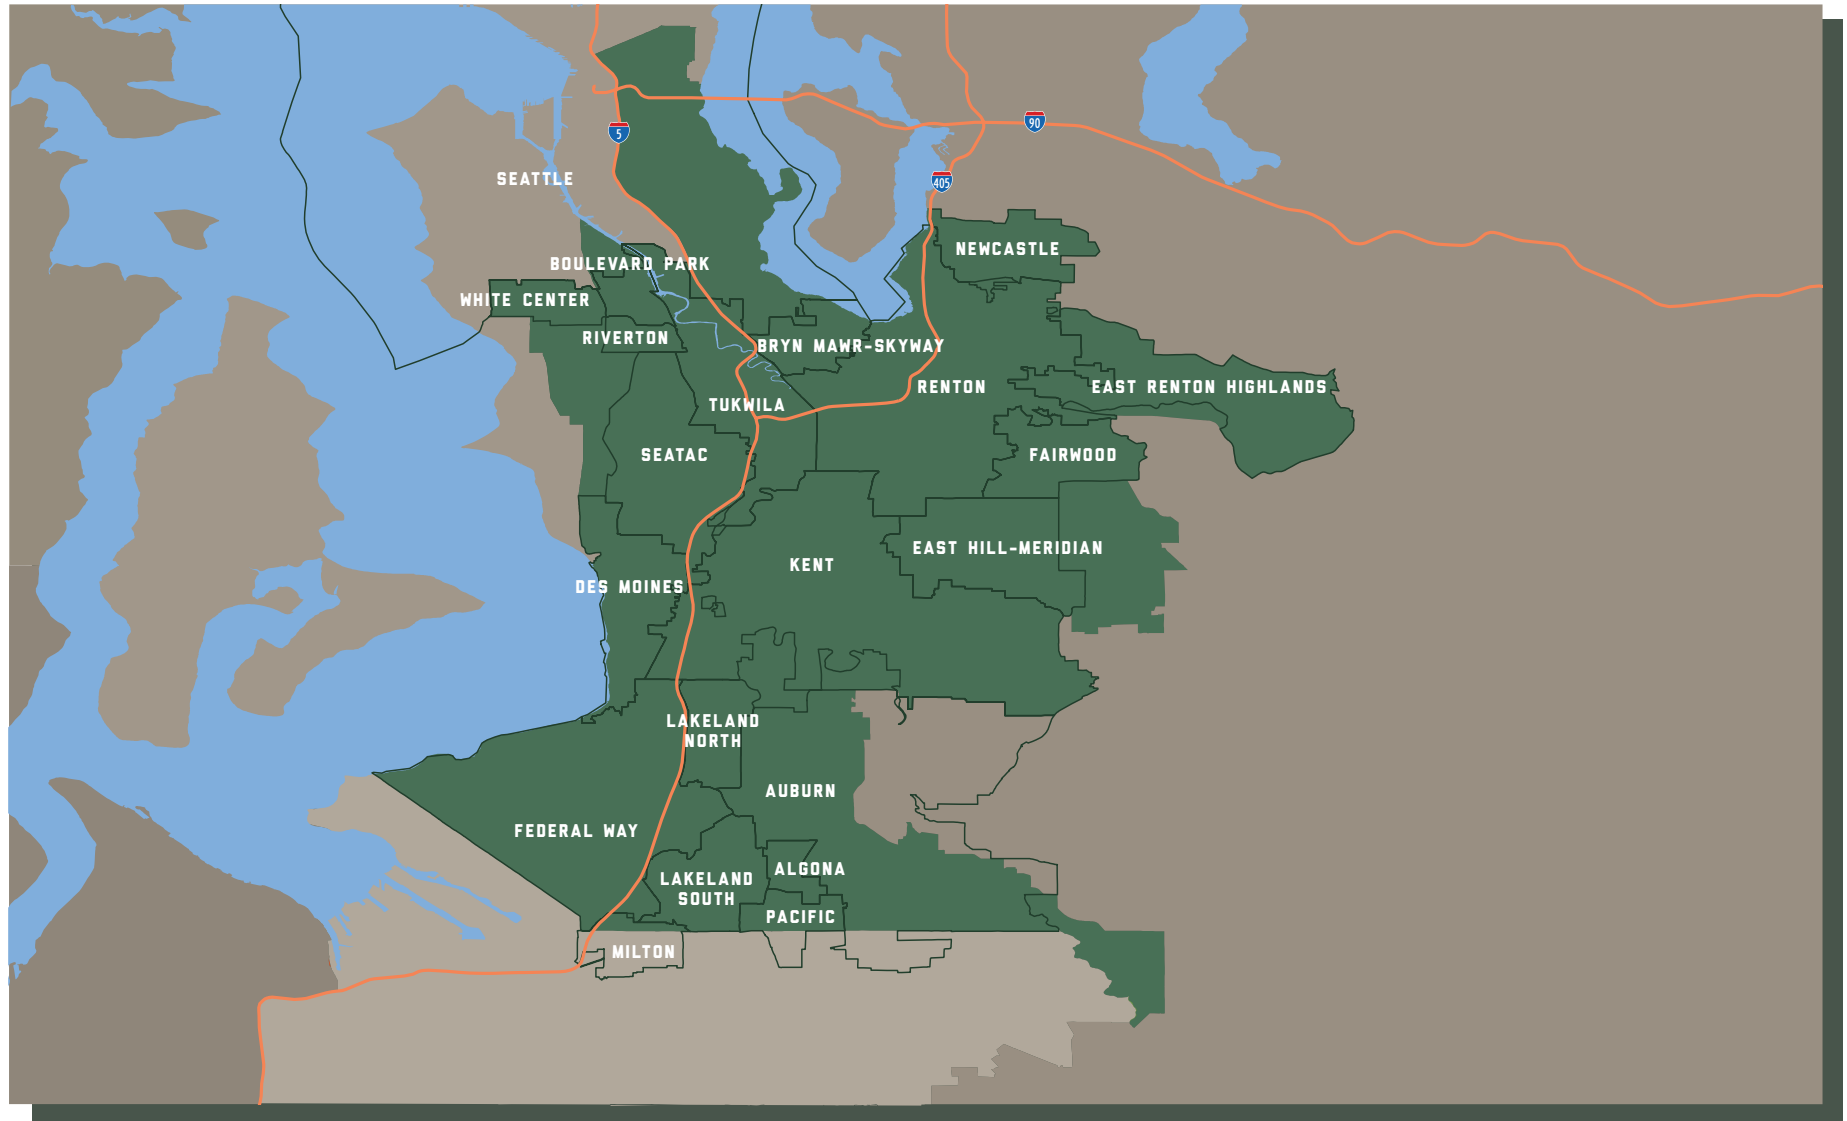 90
5
SEATTLE
405
NEWCASTLE
BOULEVARD PARK
WHITE CENTER
RIVERTON
BRYN MAWR-SKYWAY
RENTON
EAST RENTON HIGHLANDS
TUKWILA
SEATAC
FAIRWOOD
EAST HILL-MERIDIAN
KENT
DES MOINES
LAKELAND
NORTH
AUBURN
FEDERAL WAY
ALGONA
LAKELAND
SOUTH
PACIFIC
MILTON